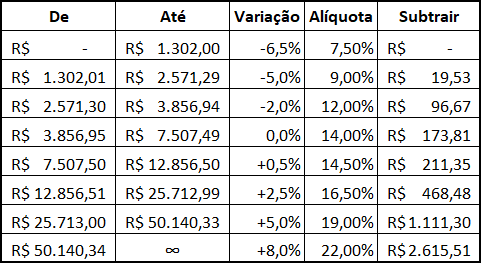 De Até Variação Alíquota Subtrair
R$ - R$ 1.302,00 -6,5% 7,50% R$ -
R$ 1.302,01 R$ 2.571,29 -5,0% 9,00% R$ 19,53
R$ 2.571,30 R$ 3.856,94 -2,0% 12,00% R$ 96,67
R$ 3.856,95 R$ 7.507,49 0,0% 14,00% R$ 173,81
R$ 7.507,50 R$ 12.856,50 +0,5% 14,50% R$ 211,35
R$ 12.856,51 R$ 25.712,99 +2,5% 16,50% R$ 468,48
R$ 25.713,00 R$ 50.140,33 +5,0% 19,00% R$ 1.111,30
R$ 50.140,34 ∞ +8,0% 22,00% R$ 2.615,51